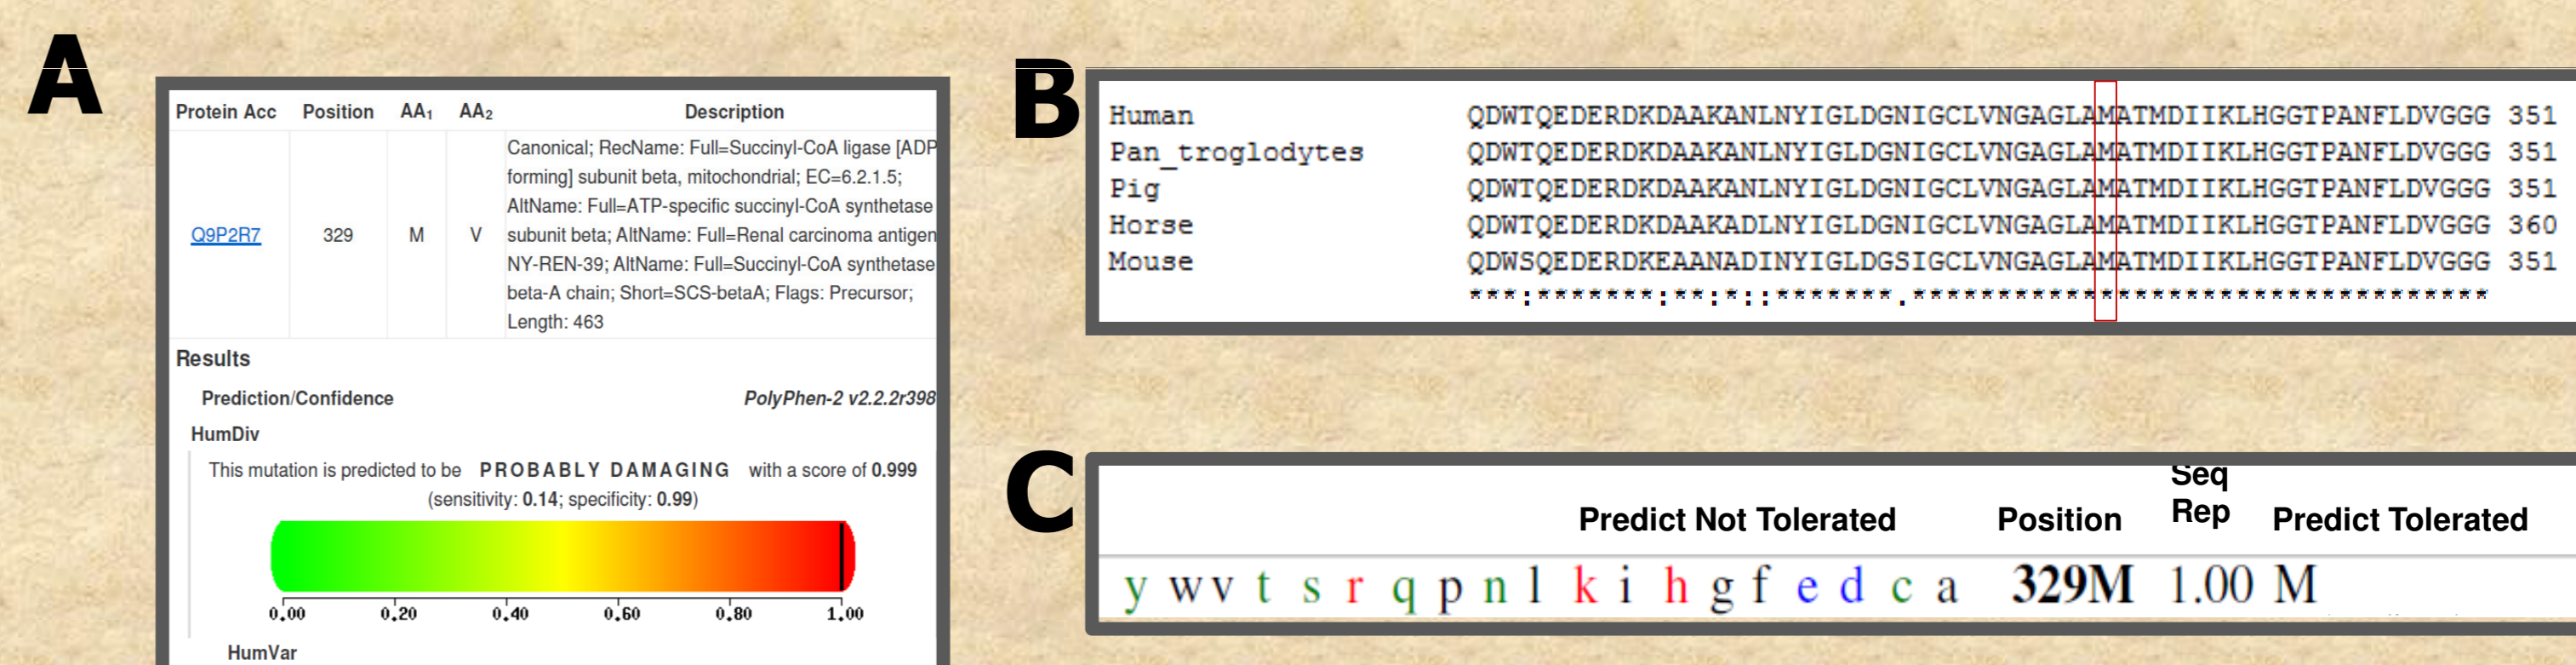 A
Protein Acc Position AA1 AA2 Description
Canonical; RecName: Full=Succinyl-CoA ligase [ADP
forming] subunit beta, mitochondrial; EC=6.2.1.5;
AltName: Full=ATP-specific succinyl-CoA synthetase
Q9P2R7 329 M V subunit beta; AltName: Full=Renal carcinoma antigen
NY-REN-39; AltName: Full=Succinyl-CoA synthetase
beta-A chain; Short=SCS-betaA; Flags: Precursor;
Length: 463
Results
Prediction/Confidence PolyPhen-2 v2.2.2r398
HumDiv
This mutation is predicted to be PROBABLY DAMAGING with a score of 0.999
(sensitivity: 0.14; specificity: 0.99)
0.00 0.20 0.40 0.60 0.80 1.00
HumVar
B
Human QDWTQEDERDKDAAKANLNYIGLDGNIGCLVNGAGLAMATMDIIKLHGGTPANFLDVGGG 351
Pan_troglodytes QDWTQEDERDKDAAKANLNYIGLDGNIGCLVNGAGLAMATMDIIKLHGGTPANFLDVGGG 351
Pig QDWTQEDERDKDAAKANLNYIGLDGNIGCLVNGAGLAMATMDIIKLHGGTPANFLDVGGG 351
Horse QDWTQEDERDKDAAKADLNYIGLDGNIGCLVNGAGLAMATMDIIKLHGGTPANFLDVGGG 360
Mouse QDWSQEDERDKEAANADINYIGLDGSIGCLVNGAGLAMATMDIIKLHGGTPANFLDVGGG 351
***:*******:**:*::*******.**********************************
C
Seq
Predict Not Tolerated Position Rep Predict Tolerated
y w v t s r q p n l k i h g f e d c a 329M 1.00 M